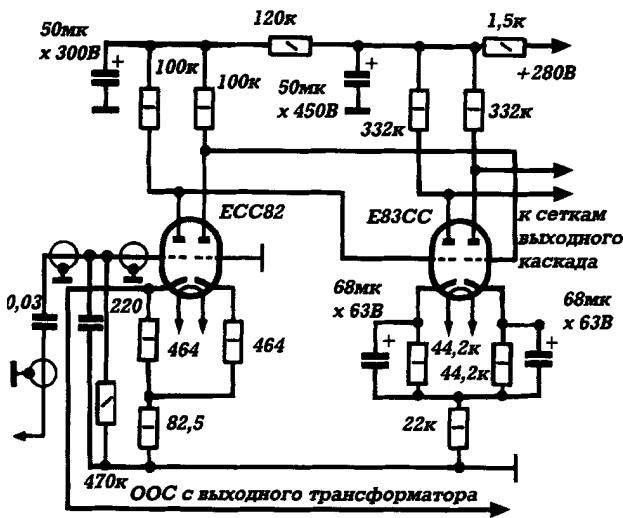 120к
1,5к
50мк
х 300В
+
100к
100к
50мк
х 450В
+
+280В
332к
332к
ECC82
E83CC
к сеткам
выходного
каскада
0,03
220
464
464
68мк
х 63В
+
44,2к
44,2к
68мк
х 63В
+
82,5
22к
470к
ООС с выходного трансформатора